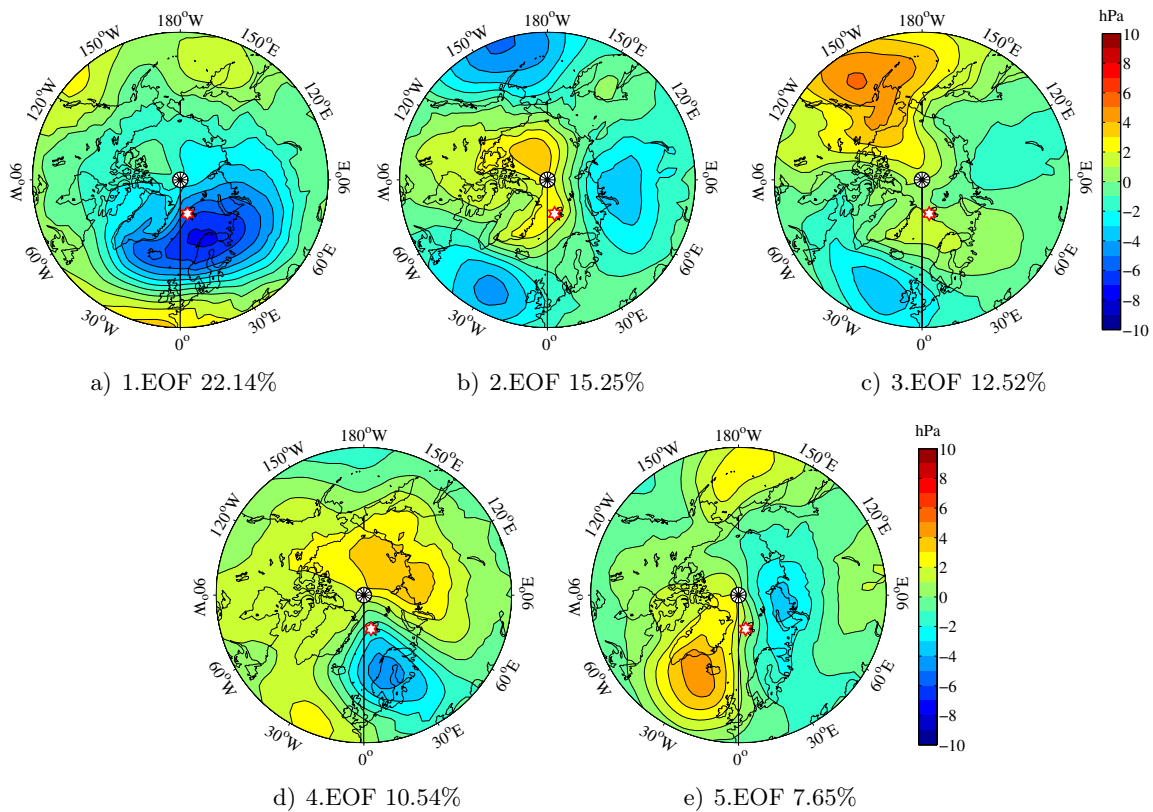 180°W 180°W 180°W hPa
150°W 150°E 150°W 150°E 150°W 150°E 10
8
120°W 120°E 120°W 120°E 120°W 120°E 6
4
2
90°W 90°E 90°W 90°E 90°W 90°E 0
−2
−4
60°W 60°E 60°W 60°E 60°W 60°E −6
−8
30°W 30°E 30°W 30°E 30°W 30°E −10
0° 0° 0°
a) 1.EOF 22.14% b) 2.EOF 15.25% c) 3.EOF 12.52%
180°W 180°W hPa
150°W 150°E 150°W 150°E 10
8
120°W 120°E 120°W 120°E 6
4
2
90°W 90°E 90°W 90°E 0
−2
−4
60°W 60°E 60°W 60°E −6
−8
30°W 30°E 30°W 30°E −10
0° 0°
d) 4.EOF 10.54% e) 5.EOF 7.65%